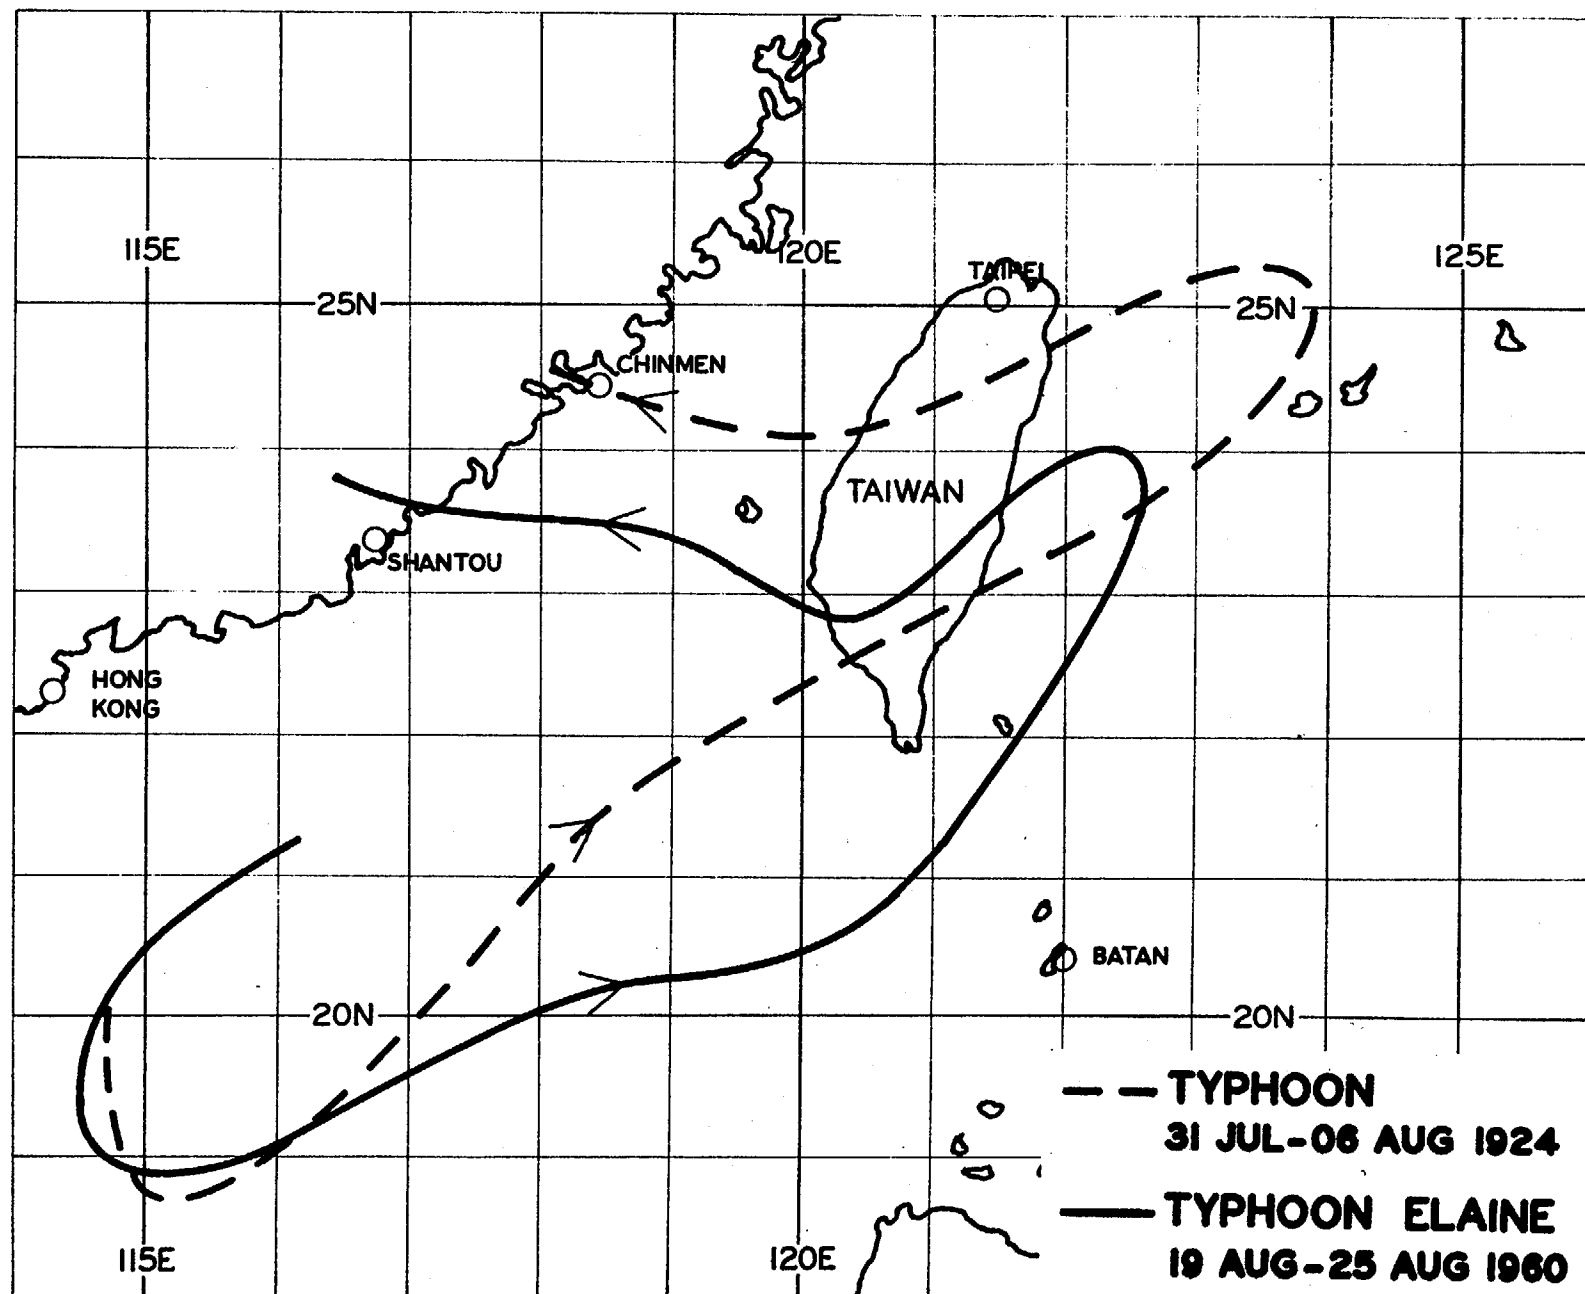 115E
120E
125E
TAIPEI
25N
25N
CHINMEN
TAIWAN
SHANTOU
HONG
KONG
BATAN
20N
20N
TYPHOON
31 JUL-06 AUG 1924
TYPHOON ELAINE
19 AUG-25 AUG 1960
115E
120E